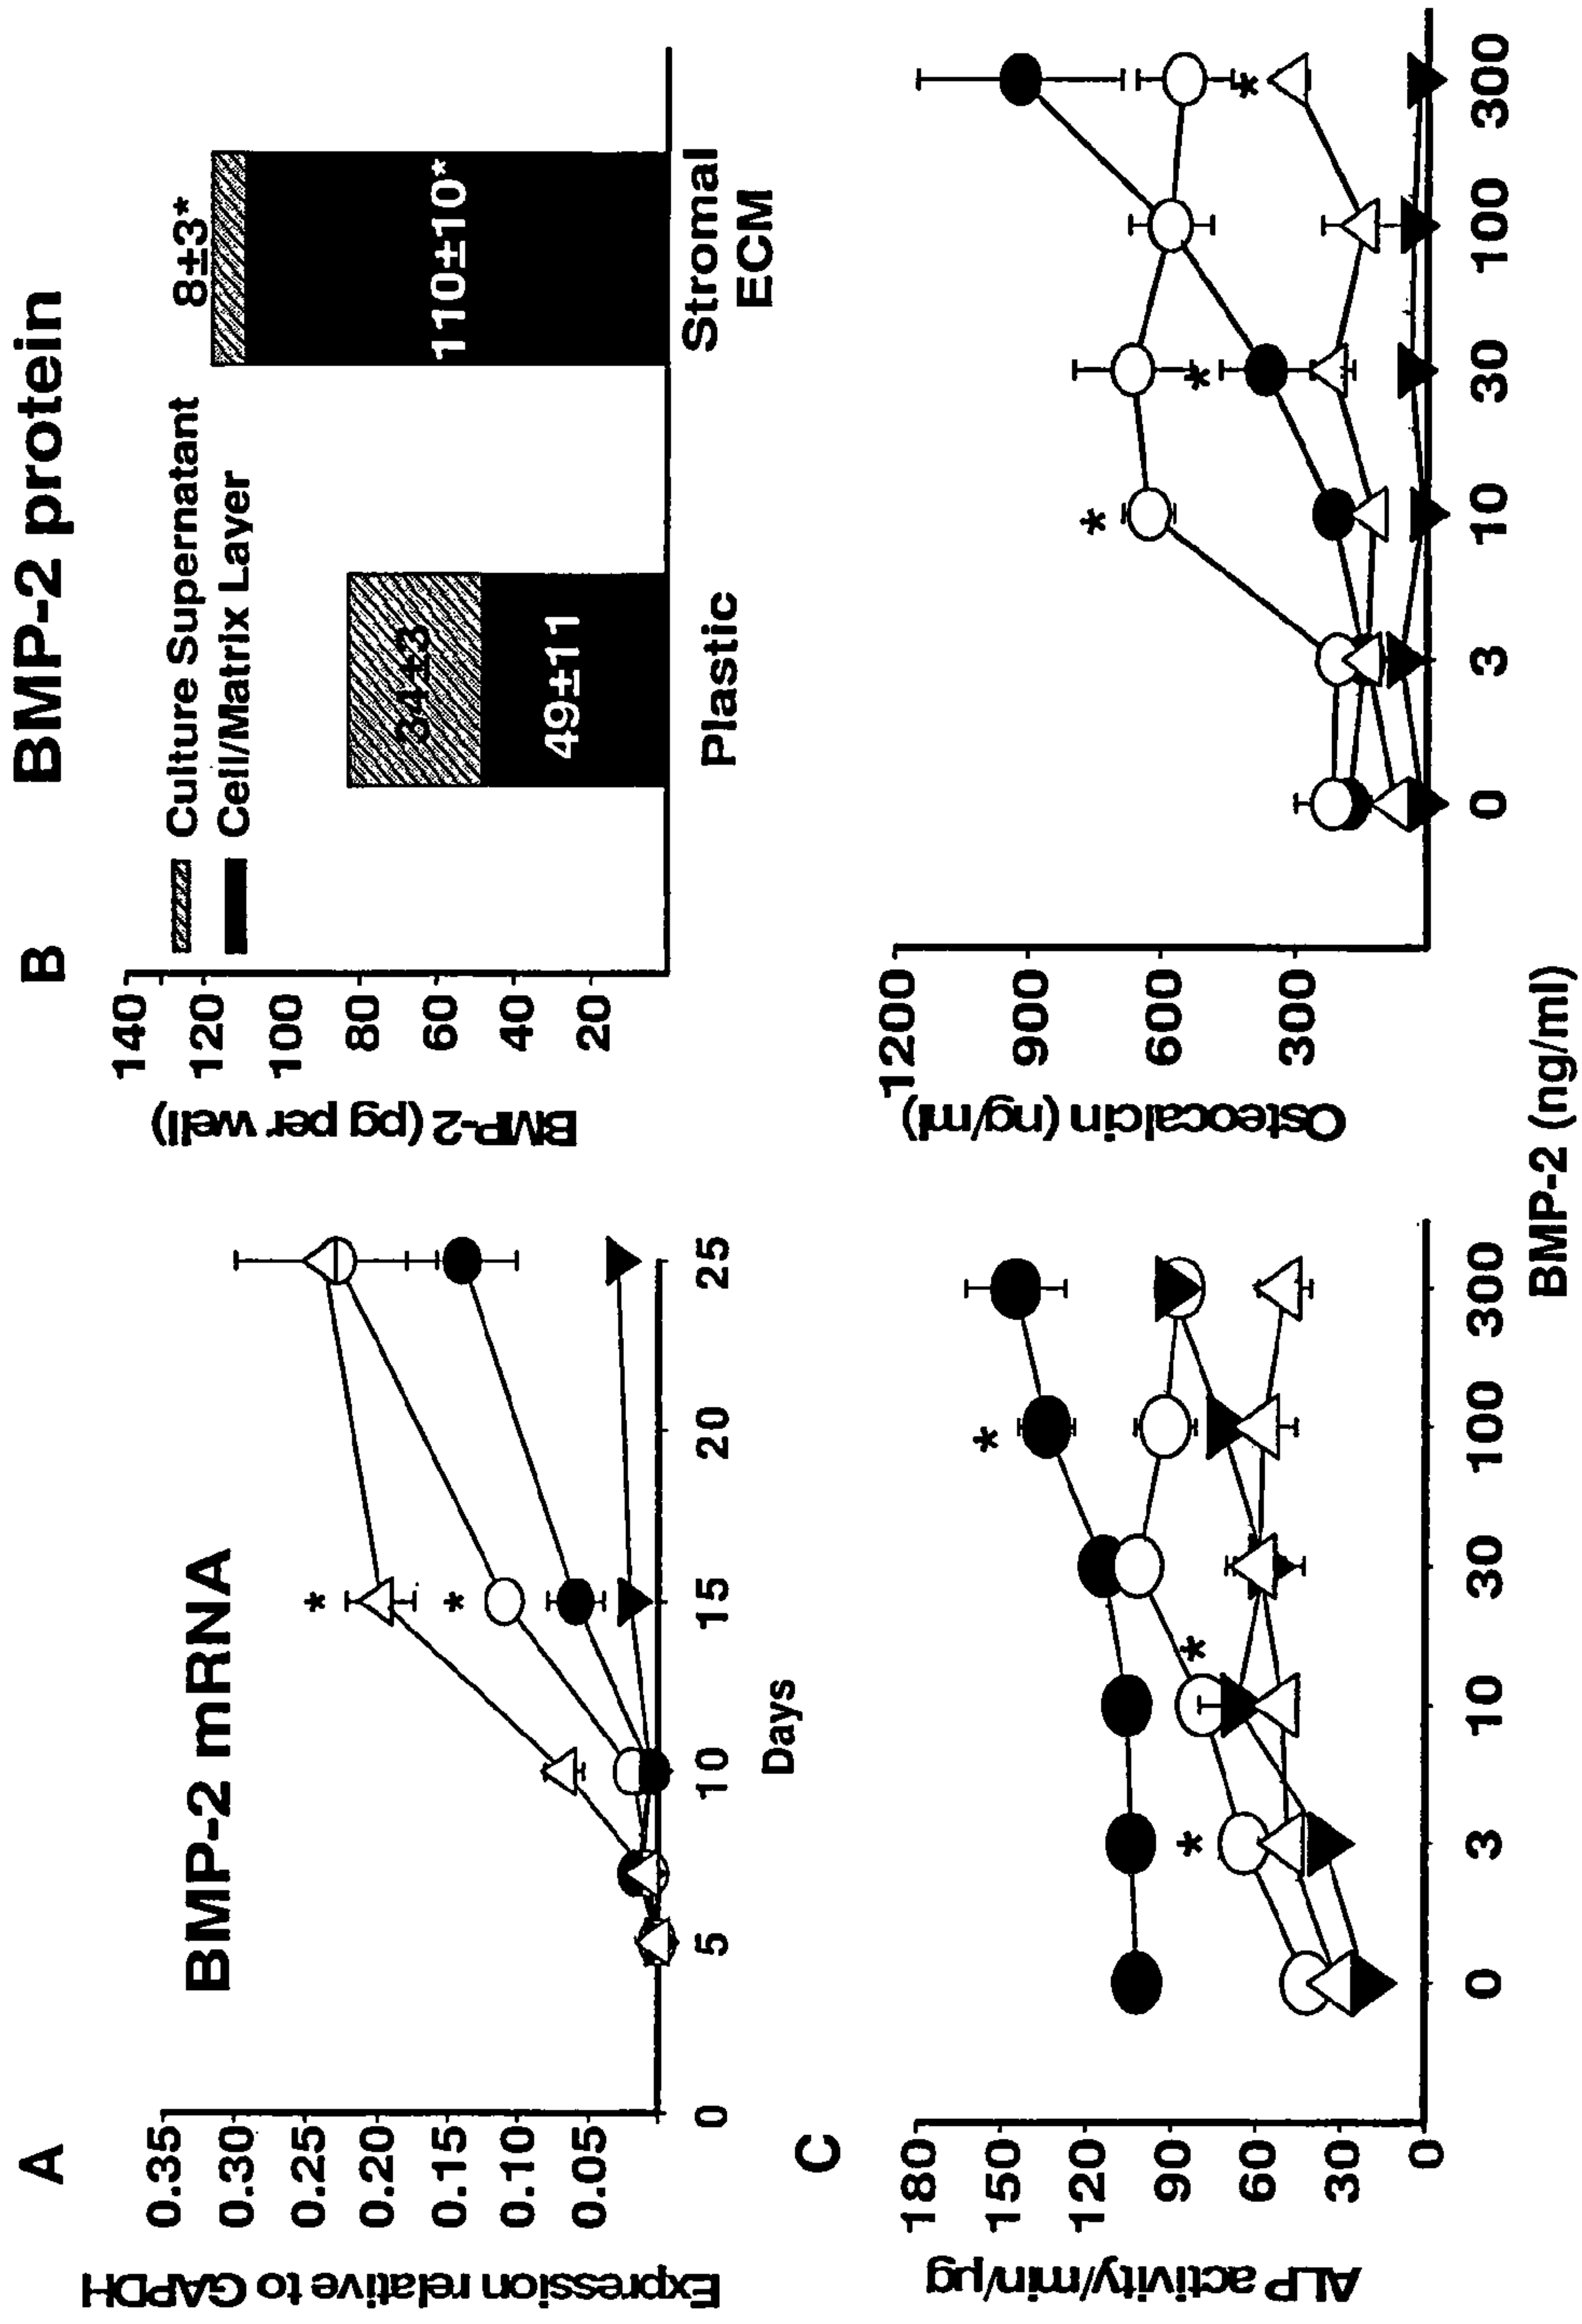 A
BMP-2 mRNA
Expression relative to GAPDH
0.35
0.30
0.25
0.20
0.15
0.10
0.05
*
*
0 5 10 15 20 25
Days
B
BMP-2 protein
BMP-2 (pg per well)
140
120
100
80
60
40
20
Culture Supernatant
Cell/Matrix Layer
34±3
49±11
8±3*
110±10*
Plastic
Stromal
ECM
C
ALP activity/min/µg
180
150
120
90
60
30
0
*
*
*
0 3 10 30 100 300
Osteocalcin (ng/ml)
1200
900
600
300
*
*
*
0 3 10 30 100 300
BMP-2 (ng/ml)